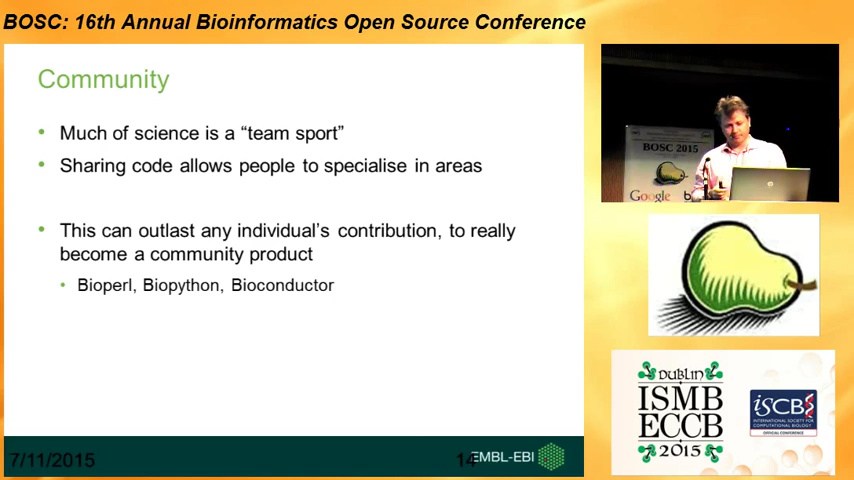 BOSC: 16th Annual Bioinformatics Open Source Conference
Community
• Much of science is a “team sport”
• Sharing code allows people to specialise in areas
• This can outlast any individual’s contribution, to really
become a community product
• Bioperl, Biopython, Bioconductor
7/11/2015
14
EMBL-EBI
BOSC 2015
Google
DUBLIN
ISMB
ECCB
2015
iSCB
INTERNATIONAL SOCIETY FOR
COMPUTATIONAL BIOLOGY
OFFICIAL CONFERENCE